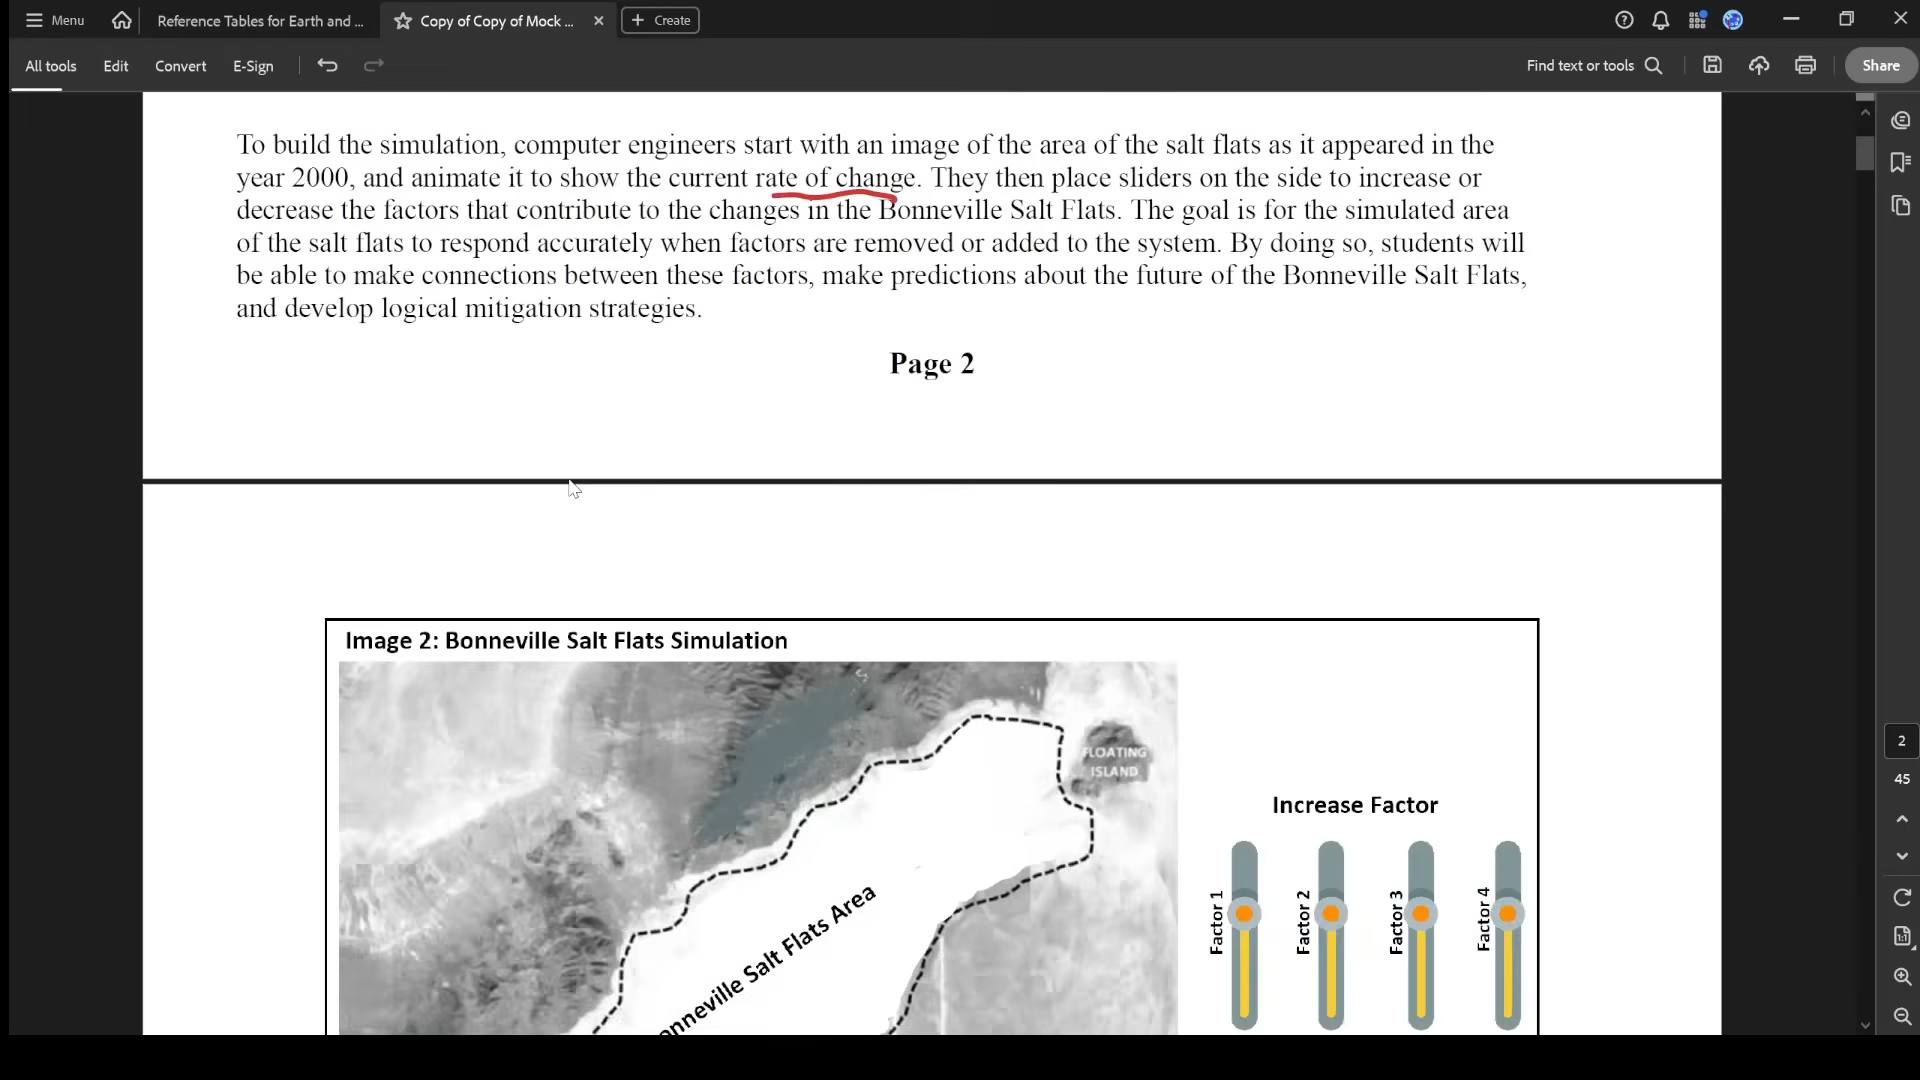 Menu
Reference Tables for Earth and ...
Copy of Copy of Mock ...
Create
All tools
Edit
Convert
E-Sign
Find text or tools
Share
To build the simulation, computer engineers start with an image of the area of the salt flats as it appeared in the
year 2000, and animate it to show the current rate of change. They then place sliders on the side to increase or
decrease the factors that contribute to the changes in the Bonneville Salt Flats. The goal is for the simulated area
of the salt flats to respond accurately when factors are removed or added to the system. By doing so, students will
be able to make connections between these factors, make predictions about the future of the Bonneville Salt Flats,
and develop logical mitigation strategies.
Page 2
Image 2: Bonneville Salt Flats Simulation
FLOATING
ISLAND
onneville Salt Flats Area
Increase Factor
Factor 1
Factor 2
Factor 3
Factor 4
2
45